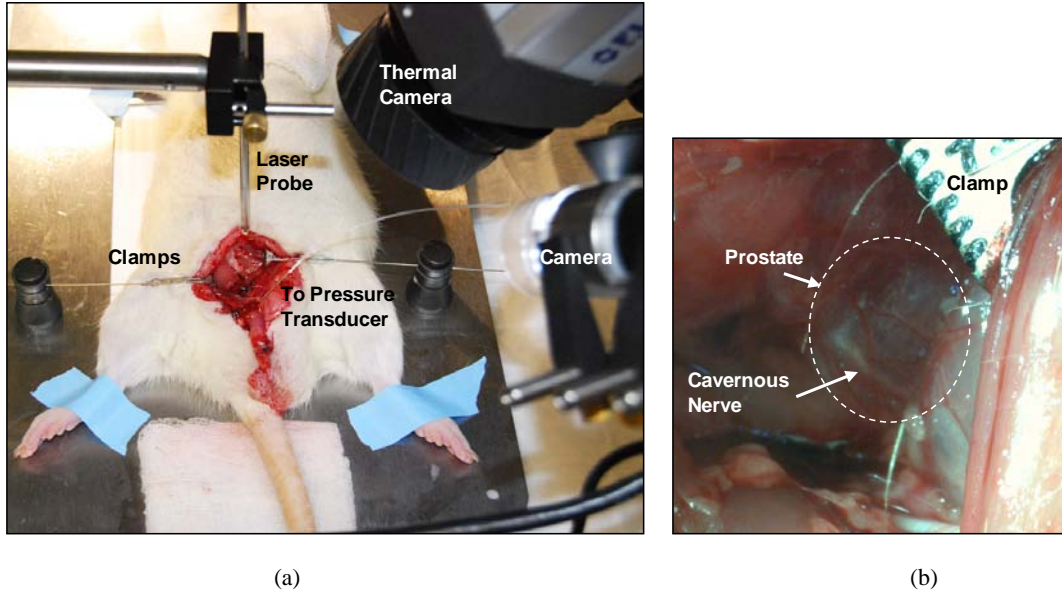 Thermal
Camera
Laser
Probe
Clamps
Camera
To Pressure
Transducer
Clamp
Prostate
Cavernous
Nerve
(a)
(b)